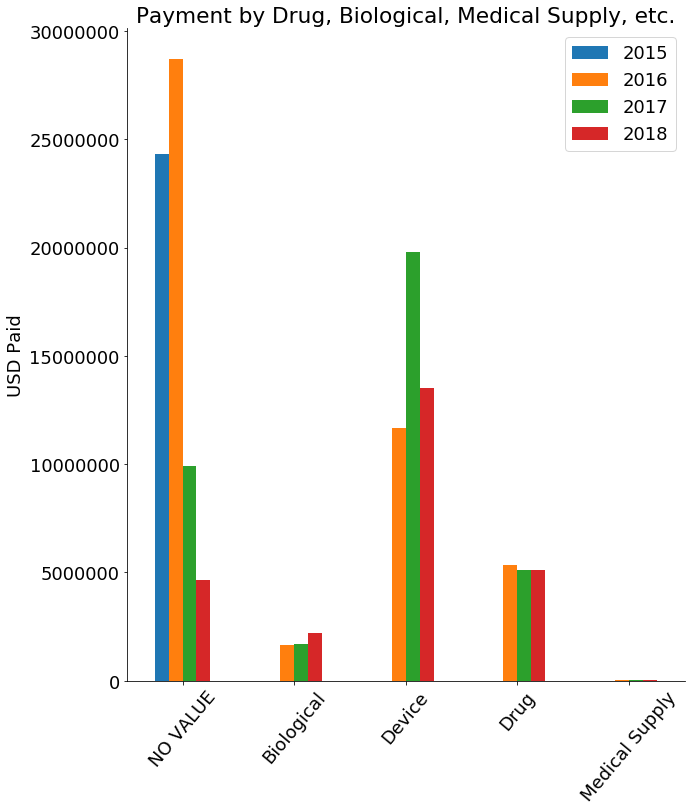 Payment by Drug, Biological, Medical Supply, etc.
30000000
25000000
20000000
15000000
10000000
5000000
0
USD Paid
2015
2016
2017
2018
NO VALUE
Biological
Device
Drug
Medical Supply